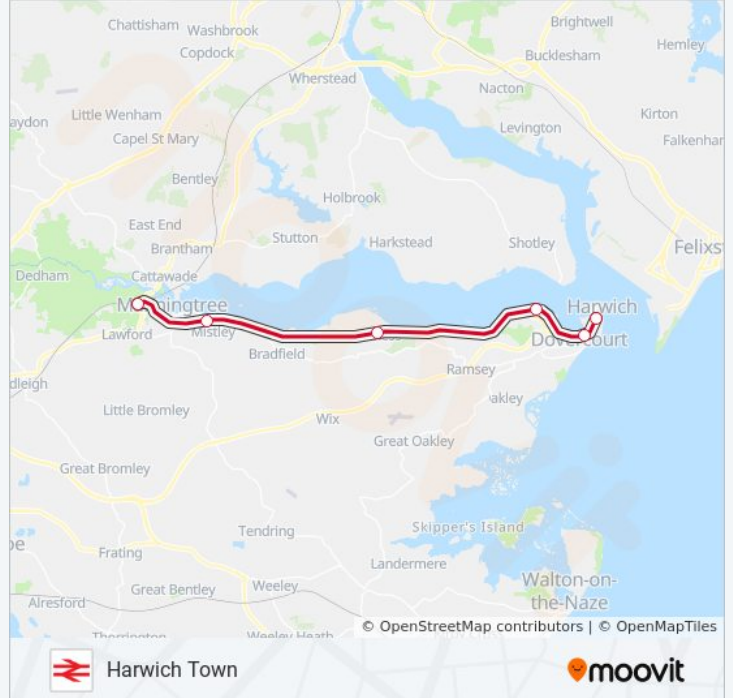 Brightwell
Chattisham
Washbrook
Copdock
Hemley
Bucklesham
Wherstead
Nacton
Little Wenham
Kirton
aydon
Levington
Capel St Mary
Falkenhar
Bentley
Holbrook
East End
Stutton
Harkstead
Shotley
Brantham
Felixs
Dedham
Cattawade
Harwich
Lawford
Mistley
Dovercourt
Bradfield
Ramsey
dleigh
akley
Little Bromley
Wix
Great Oakley
Great Bromley
Skipper's Island
Tendring
Frating
Landermere
Great Bentley
Weeley
Walton-on-
the-Naze
Alresford
Thorrington
Weeley Heath
© OpenStreetMap contributors | © OpenMapTiles
Harwich Town
moovit